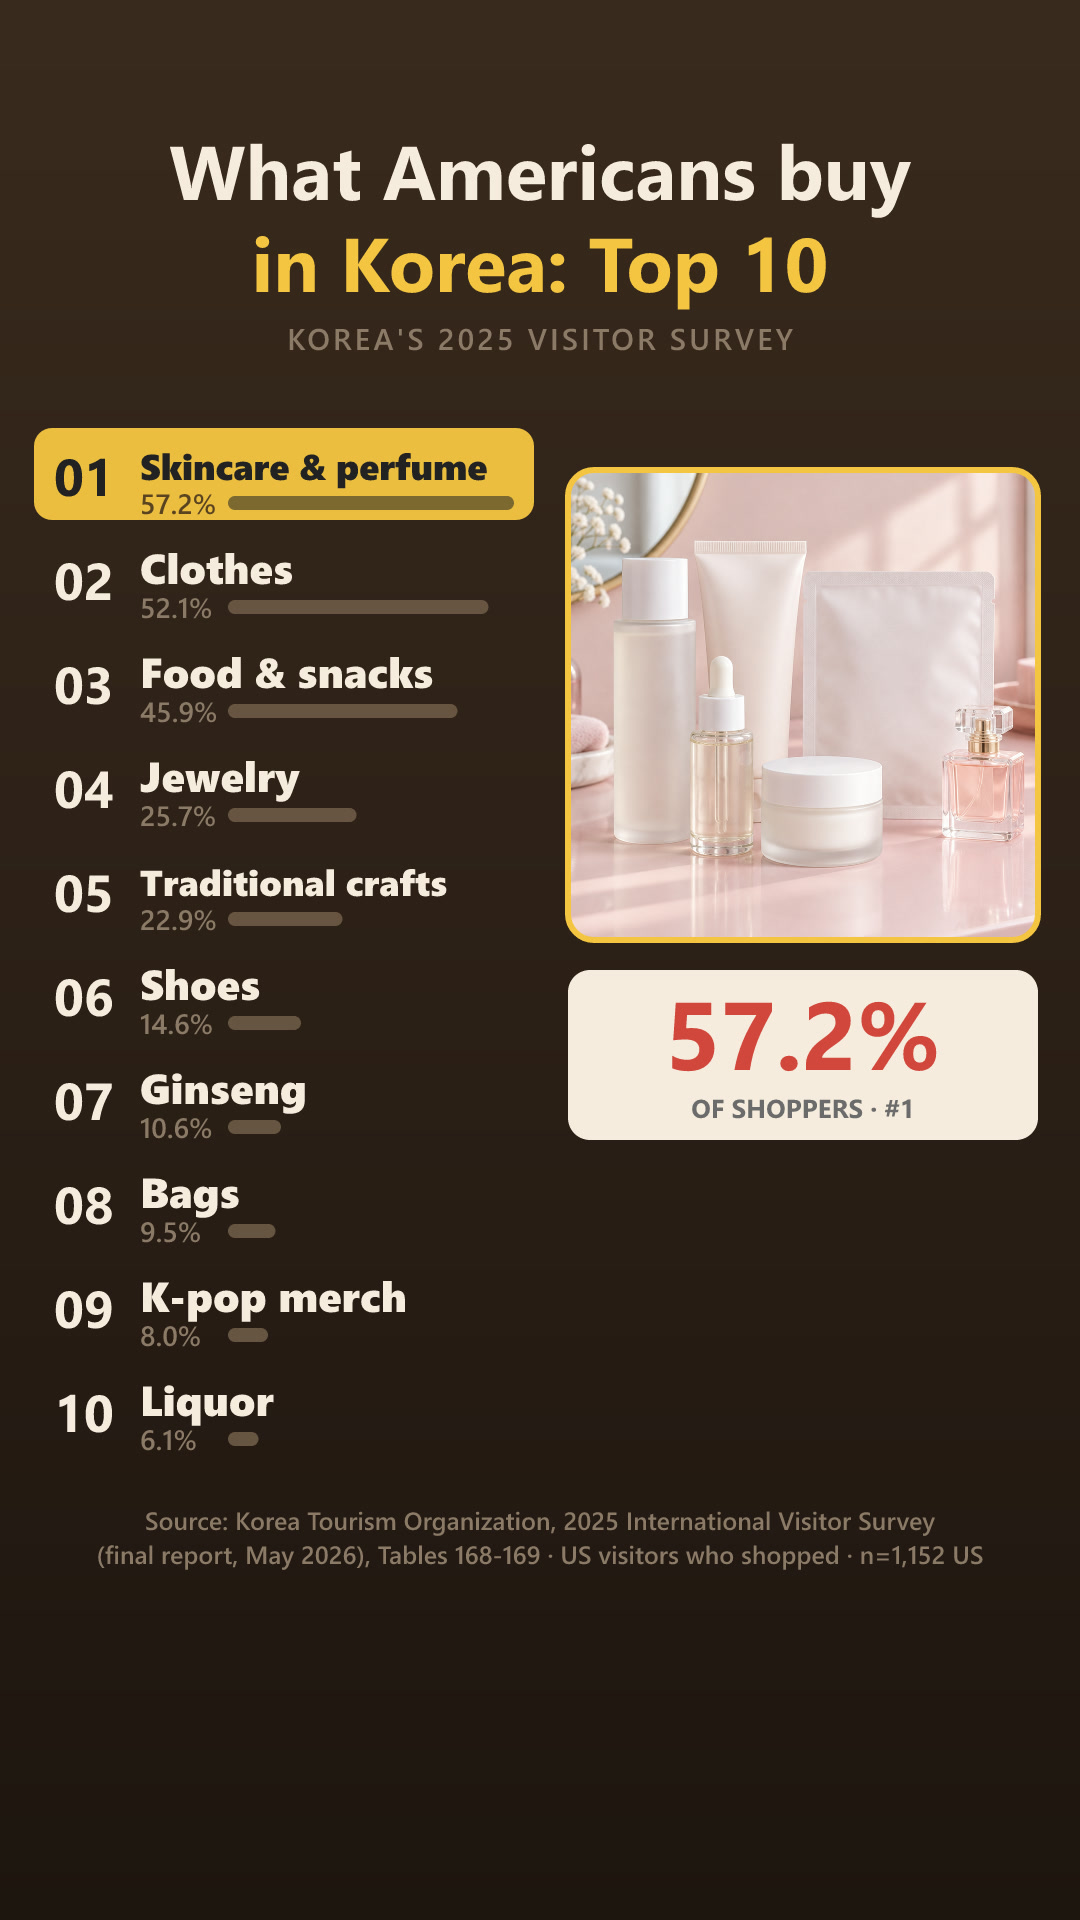 What Americans buy
in Korea: Top 10
KOREA'S 2025 VISITOR SURVEY
01 Skincare & perfume
57.2%
02 Clothes
52.1%
03 Food & snacks
45.9%
04 Jewelry
25.7%
05 Traditional crafts
22.9%
06 Shoes
14.6%
07 Ginseng
10.6%
08 Bags
9.5%
09 K-pop merch
8.0%
10 Liquor
6.1%
57.2%
OF SHOPPERS · #1
Source: Korea Tourism Organization, 2025 International Visitor Survey
(final report, May 2026), Tables 168-169 · US visitors who shopped · n=1,152 US